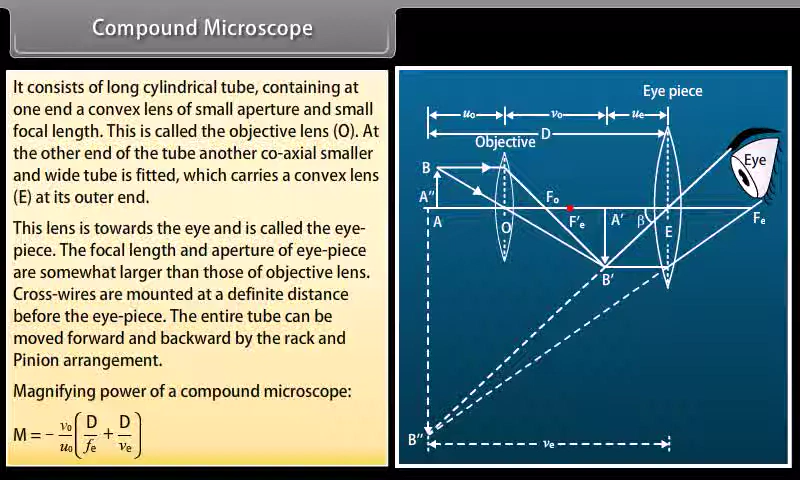 Compound Microscope
It consists of long cylindrical tube, containing at
one end a convex lens of small aperture and small
focal length. This is called the objective lens (O). At
the other end of the tube another co-axial smaller
and wide tube is fitted, which carries a convex lens
(E) at its outer end.
This lens is towards the eye and is called the eye-
piece. The focal length and aperture of eye-piece
are somewhat larger than those of objective lens.
Cross-wires are mounted at a definite distance
before the eye-piece. The entire tube can be
moved forward and backward by the rack and
Pinion arrangement.
Magnifying power of a compound microscope:
M = - v₀/u₀ (D/fₑ + D/vₑ)
Eye piece
u₀ v₀ uₑ
D
Objective
B
Eye
A" F₀
A O F'ₑ A' β E Fₑ
B'
B"
vₑ